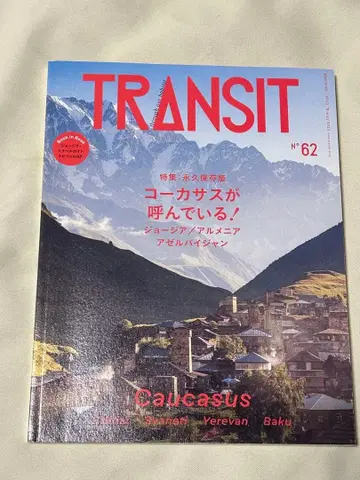 TRANSIT
Nº62
特集：永久保存版
コーカサスが
呼んでいる！
ジョージア／アルメニア
アゼルバイジャン
Caucasus
Tbilisi Svaneti Yerevan Baku